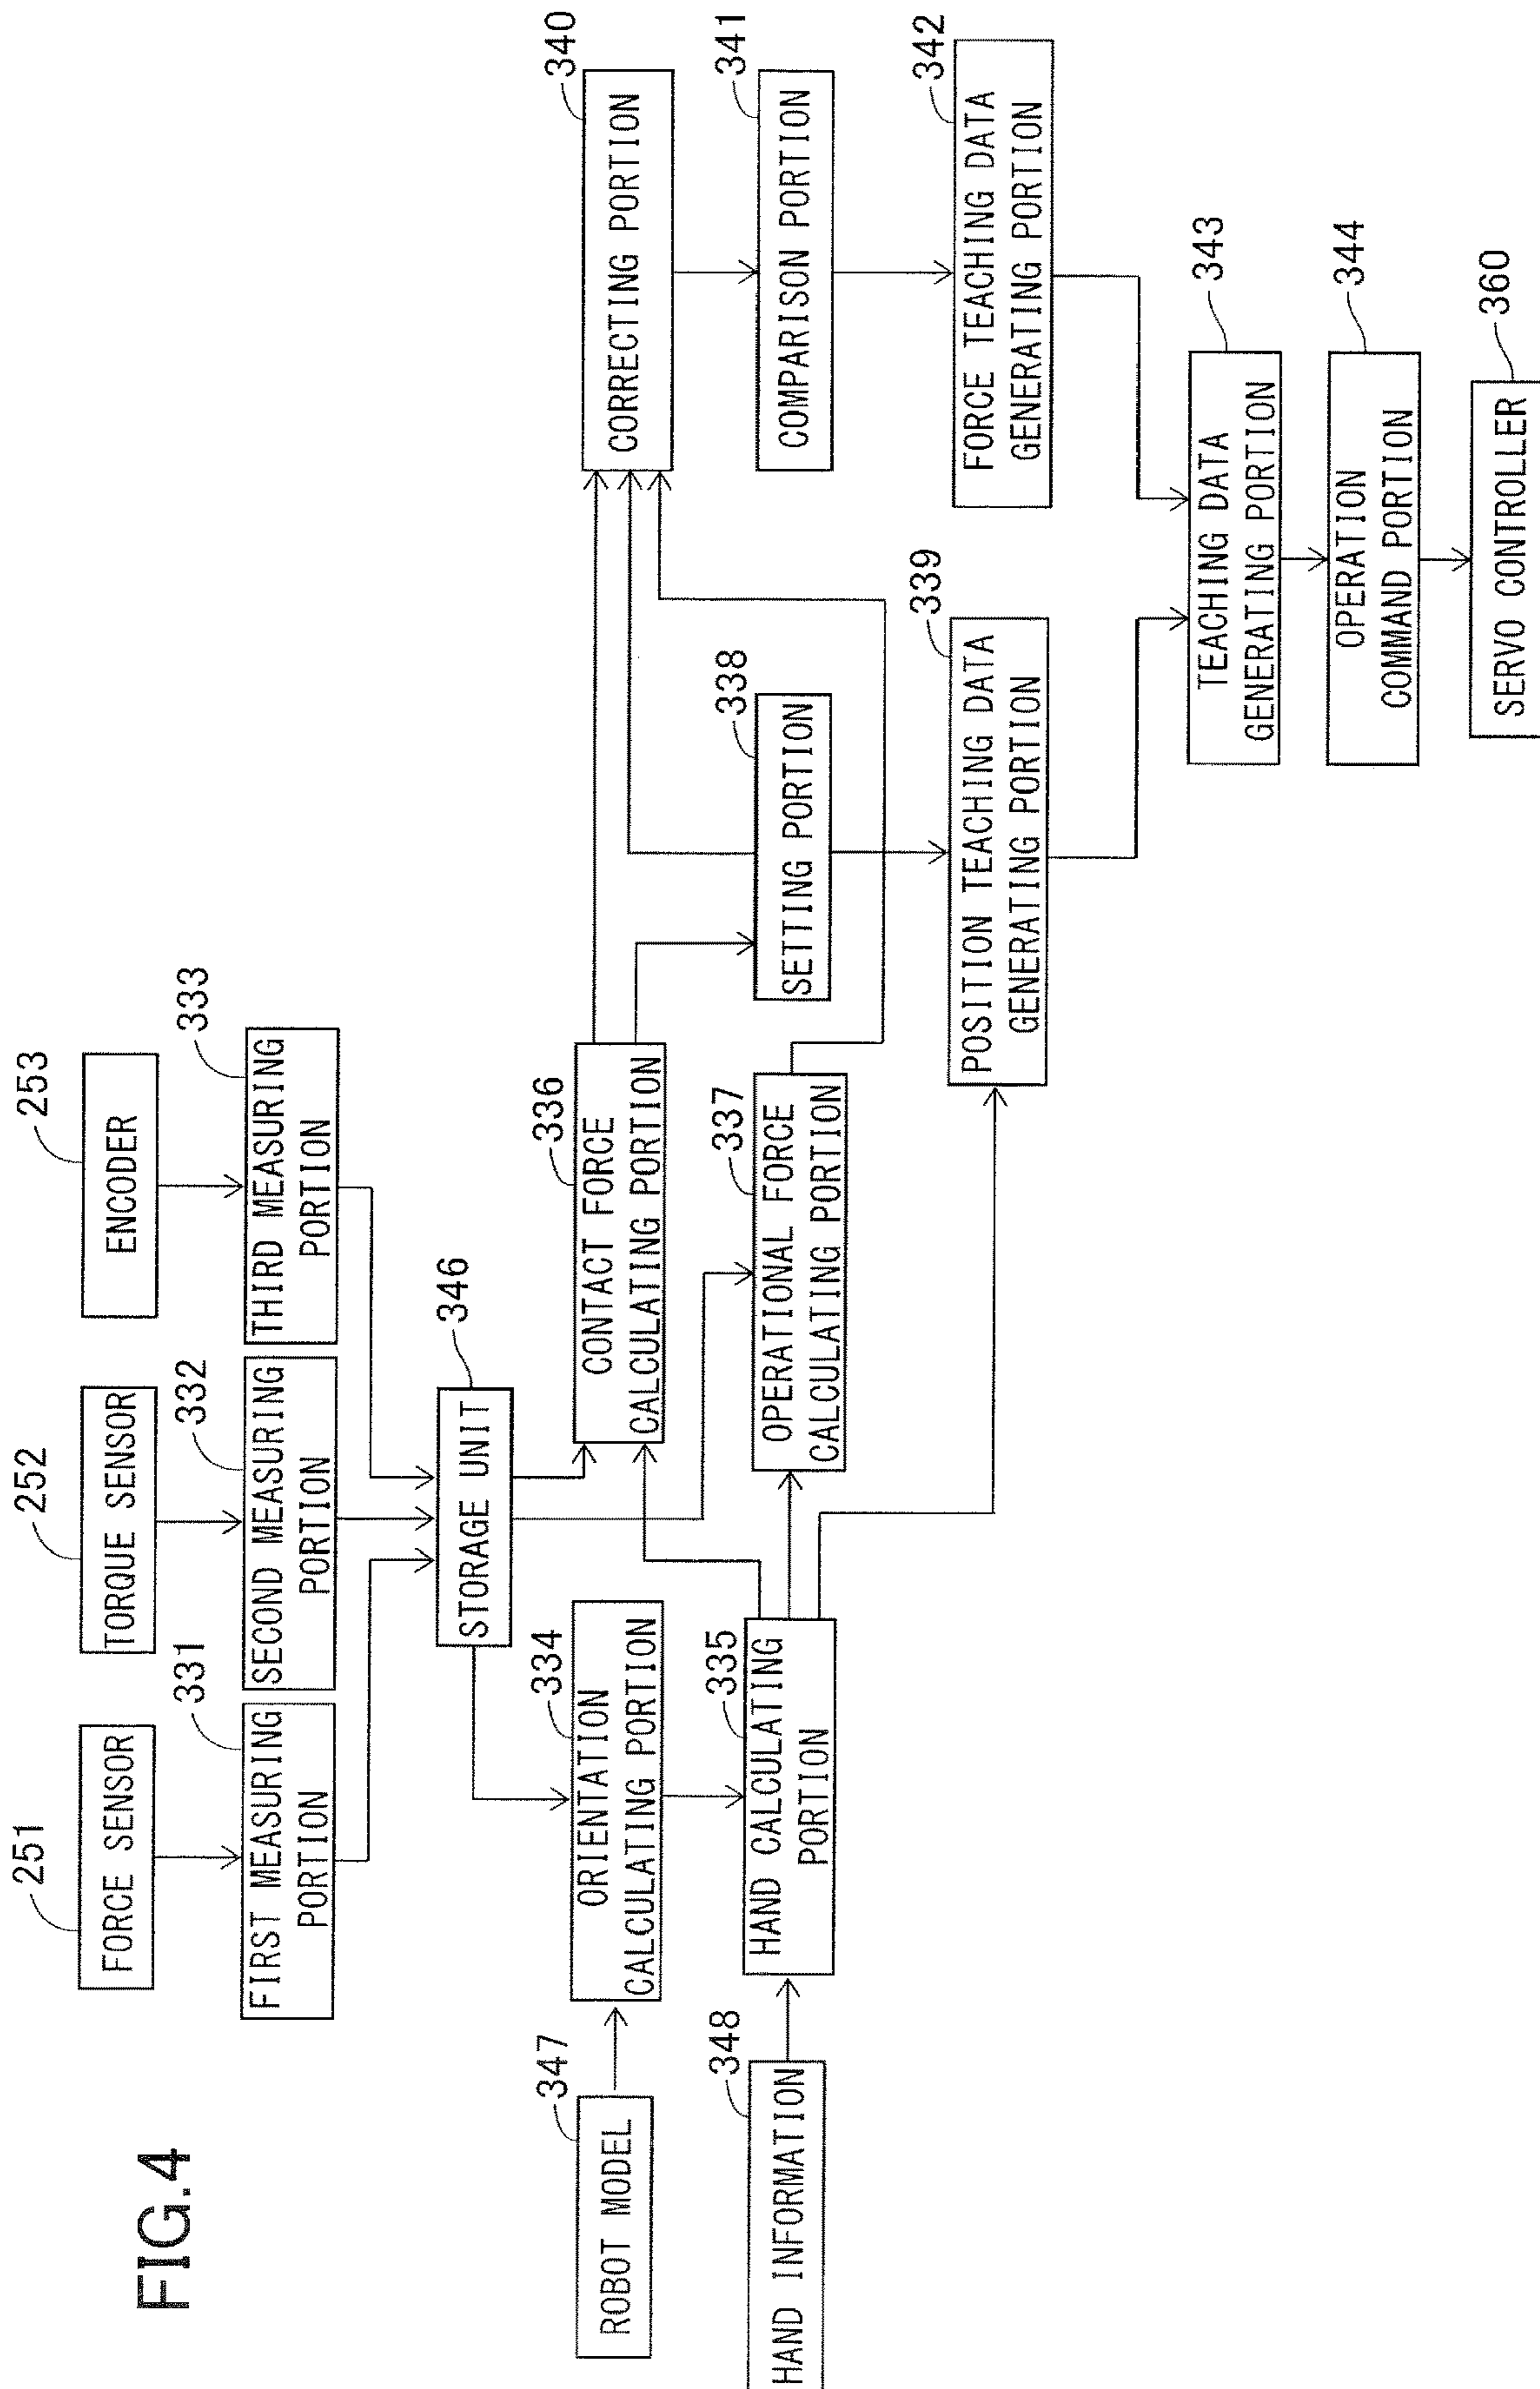 FIG.4
251
FORCE SENSOR
252
TORQUE SENSOR
253
ENCODER
331
FIRST MEASURING
PORTION
332
SECOND MEASURING
PORTION
333
THIRD MEASURING
PORTION
346
STORAGE UNIT
347
ROBOT MODEL
334
ORIENTATION
CALCULATING PORTION
336
CONTACT FORCE
CALCULATING PORTION
340
CORRECTING PORTION
348
HAND INFORMATION
335
HAND CALCULATING
PORTION
337
OPERATIONAL FORCE
CALCULATING PORTION
338
SETTING PORTION
341
COMPARISON PORTION
339
POSITION TEACHING DATA
GENERATING PORTION
342
FORCE TEACHING DATA
GENERATING PORTION
343
TEACHING DATA
GENERATING PORTION
344
OPERATION
COMMAND PORTION
360
SERVO CONTROLLER